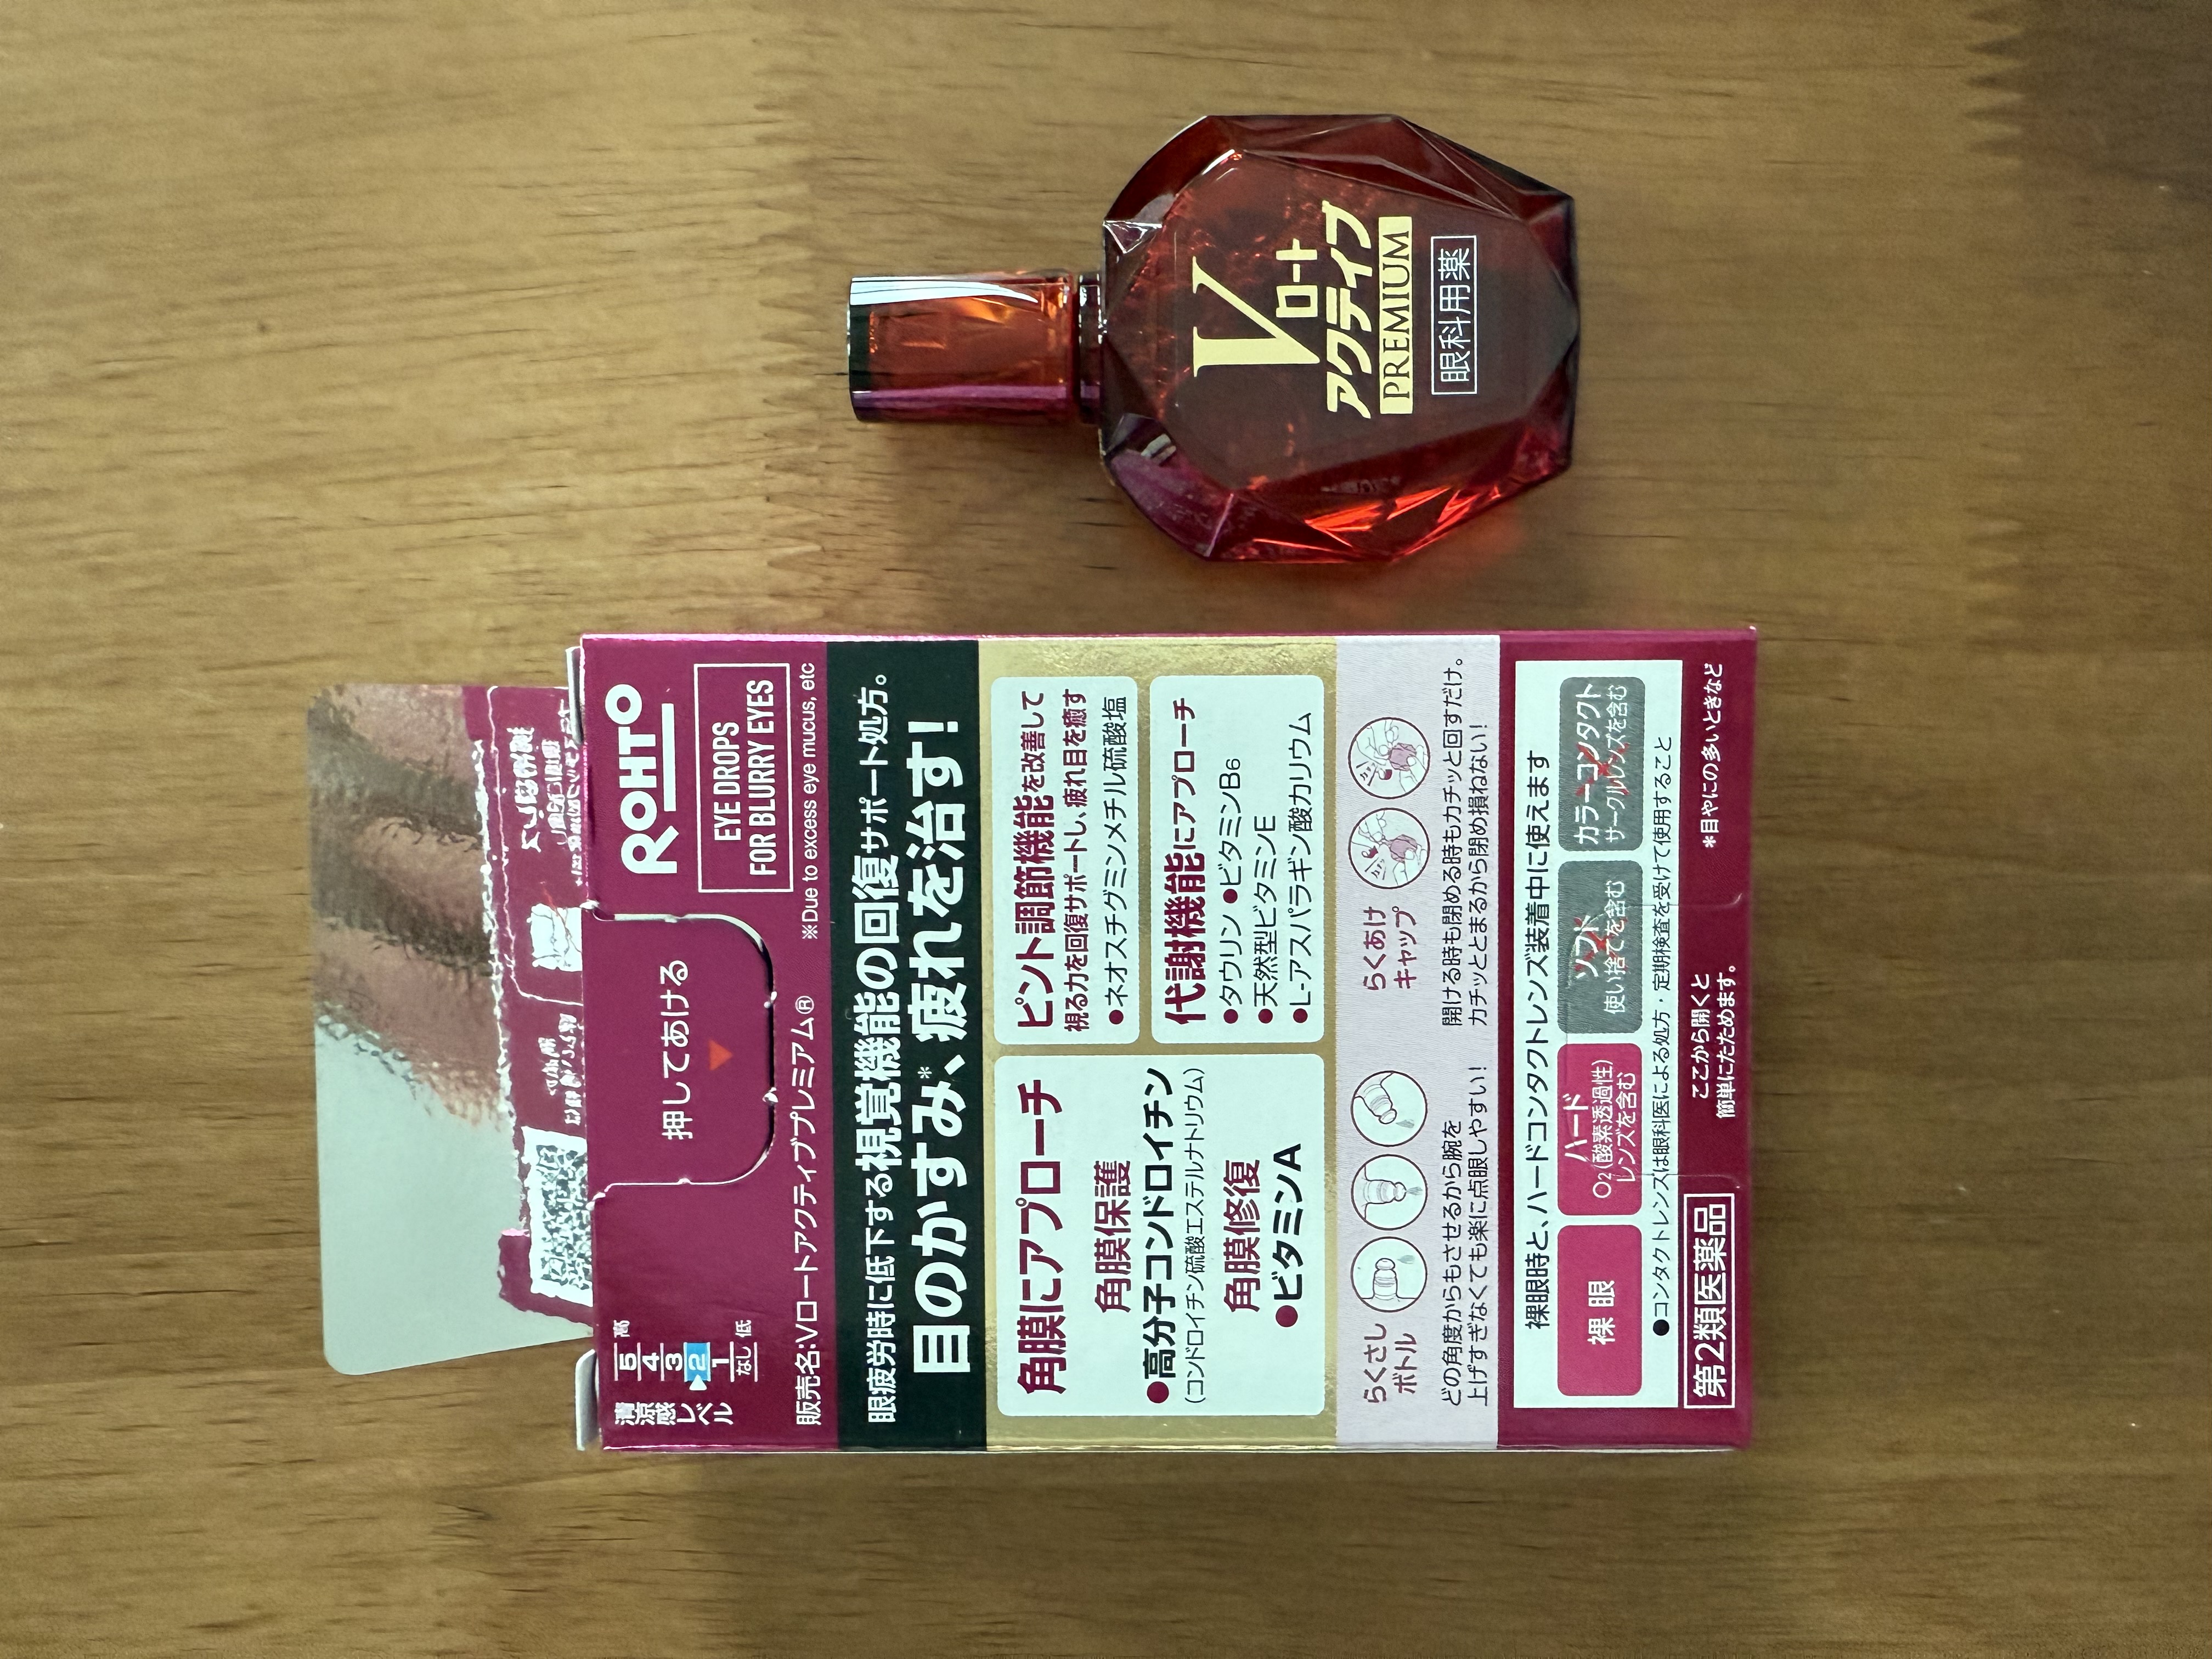 ROHTO
EYE DROPS
FOR BLURRY EYES
※Due to excess eye mucus, etc
押してあける
清涼感
レベル
5 高
4
3
2
1
なし 低
販売名:Vロートアクティブプレミアム®
眼疲労時に低下する視覚機能の回復サポート処方。
目のかすみ*、疲れを治す!
角膜にアプローチ
角膜保護
●高分子コンドロイチン
(コンドロイチン硫酸エステルナトリウム)
角膜修復
●ビタミンA
ピント調節機能を改善して
視る力を回復サポートし、疲れ目を癒す
●ネオスチグミンメチル硫酸塩
代謝機能にアプローチ
●タウリン ●ビタミンB6
●天然型ビタミンE
●L-アスパラギン酸カリウム
らくさし
ボトル
どの角度からもさせるから腕を
上げすぎなくても楽に点眼しやすい!
らくあけ
キャップ
開ける時も閉める時もカチッと回すだけ。
カチッととまるから閉め損ねない!
裸眼時と、ハードコンタクトレンズ装着中に使えます
裸眼
ハード
O2(酸素透過性)
レンズを含む
ソフト
使い捨てを含む
カラーコンタクト
サークルレンズを含む
●コンタクトレンズは眼科医による処方・定期検査を受けて使用すること
第2類医薬品
ここから開くと
簡単にたためます。
*目やにの多いときなど
V
ロート
アクティブ
PREMIUM
眼科用薬